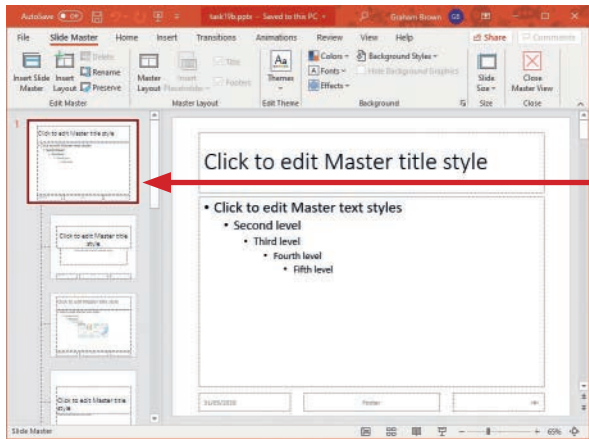 AutoSave Off task19b.pptx - Saved to this PC Graham Brown GB
File Slide Master Home Insert Transitions Animations Review View Help Share Comments
Insert Slide Master
Insert Layout
Delete
Rename
Preserve
Edit Master
Master Layout
Insert Placeholder
Title
Footers
Master Layout
Themes
Edit Theme
Colors
Fonts
Effects
Background Styles
Hide Background Graphics
Background
Slide Size
Size
Close Master View
Close
1
Click to edit Master title style
Click to edit Master title style
Click to edit Master title style
Click to edit Master title style
Click to edit Master title style
• Click to edit Master text styles
• Second level
• Third level
• Fourth level
• Fifth level
31/05/2020 Footer ‹#›
Slide Master 65%